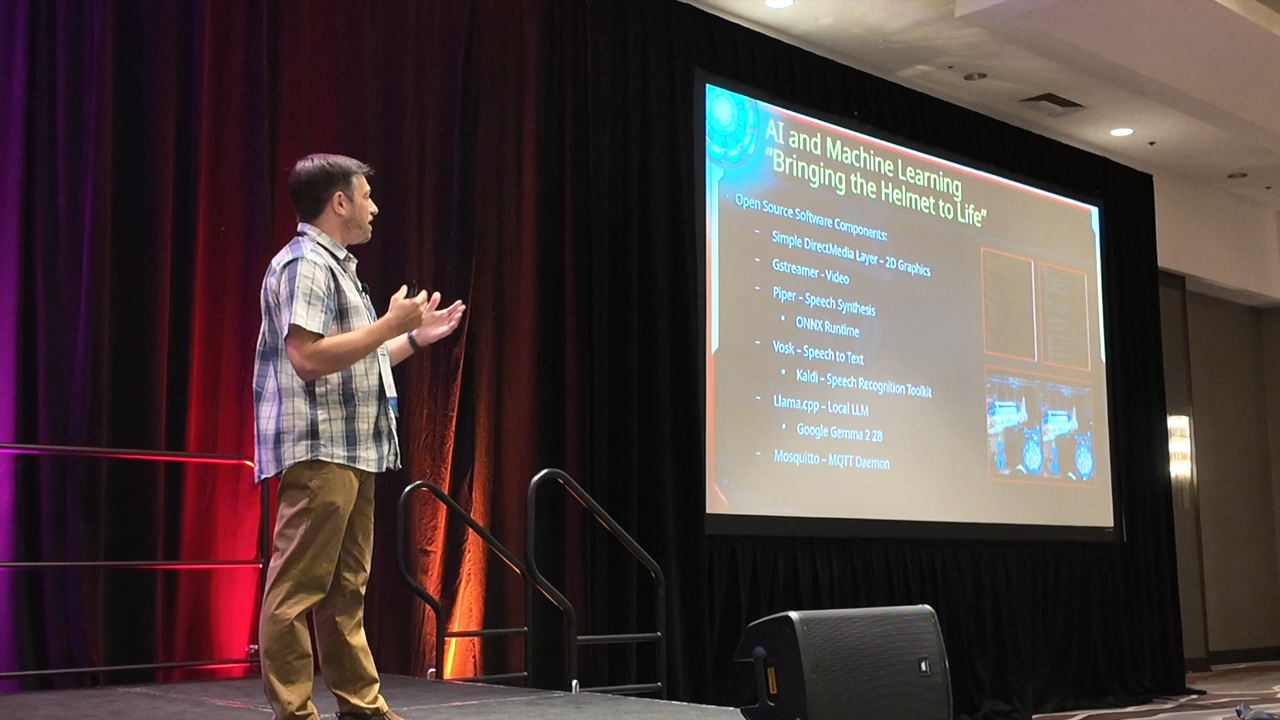 AI and Machine Learning
"Bringing the Helmet to Life"
Open Source Software Components:
– Simple DirectMedia Layer – 2D Graphics
– Gstreamer - Video
– Piper – Speech Synthesis
• ONNX Runtime
– Vosk – Speech to Text
• Kaldi – Speech Recognition Toolkit
– Llama.cpp – Local LLM
• Google Gemma 2 2B
– Mosquitto – MQTT Daemon